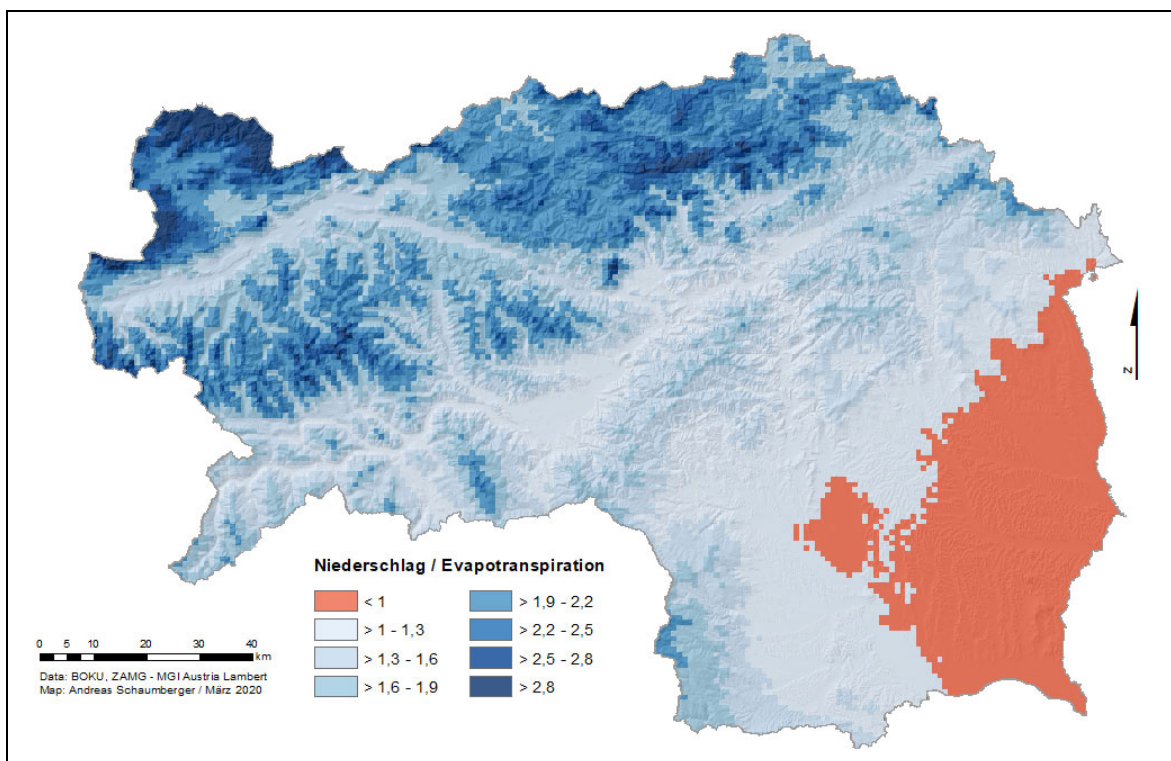 N
Niederschlag / Evapotranspiration
< 1
> 1 - 1,3
> 1,3 - 1,6
> 1,6 - 1,9
> 1,9 - 2,2
> 2,2 - 2,5
> 2,5 - 2,8
> 2,8
0 5 10 20 30 40
km
Data: BOKU, ZAMG - MGI Austria Lambert
Map: Andreas Schaumberger / März 2020